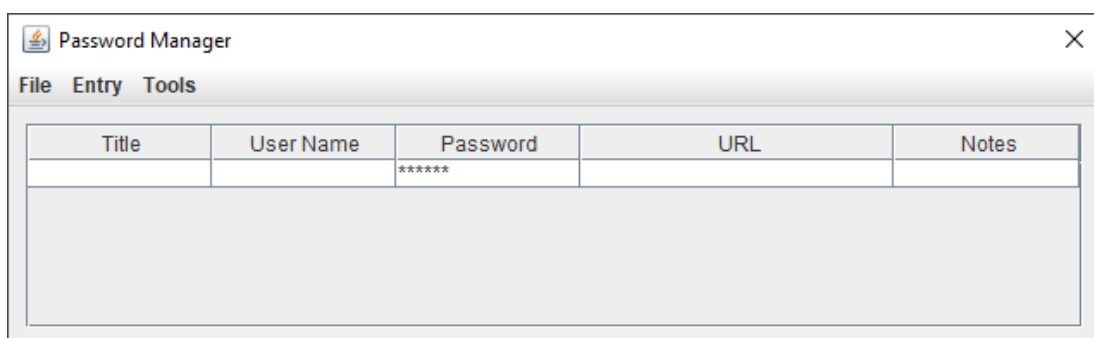 Password Manager
File Entry Tools
Title User Name Password URL Notes
******